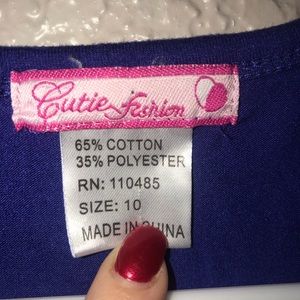 Cutie Fashion
65% COTTON
35% POLYESTER
RN: 110485
SIZE: 10
MADE IN CHINA